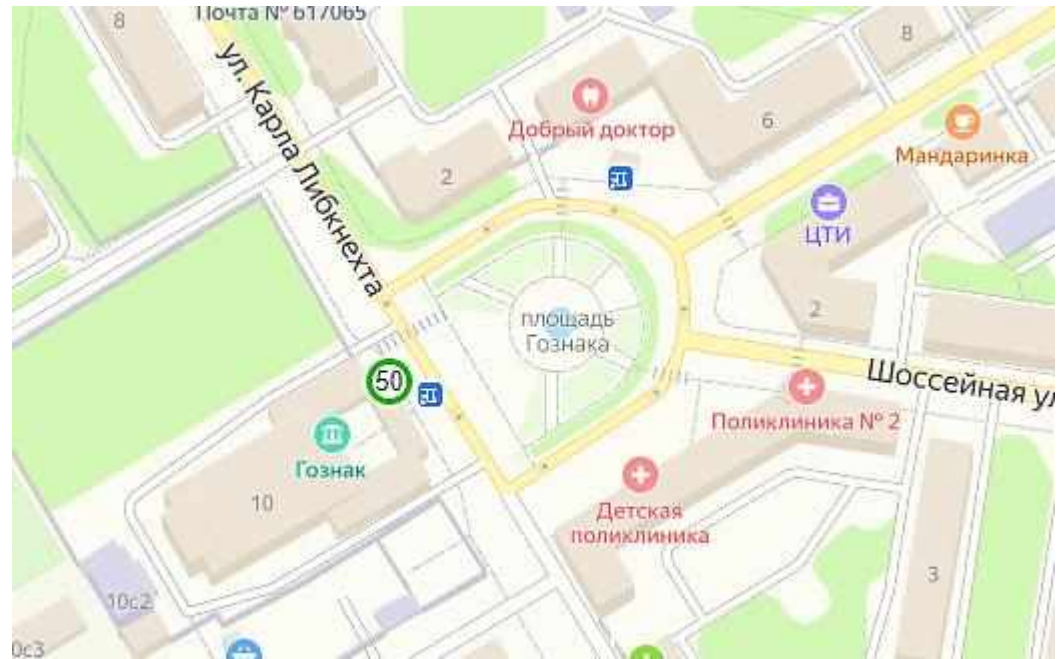 Почта № 617065
8
8
ул. Карла Либкнехта
Добрый доктор
6
Мандаринка
2
ЦТИ
площадь
Гознака
2
50
Шоссейная ул
Поликлиника № 2
Гознак
10
Детская
поликлиника
3
10с2
0с3